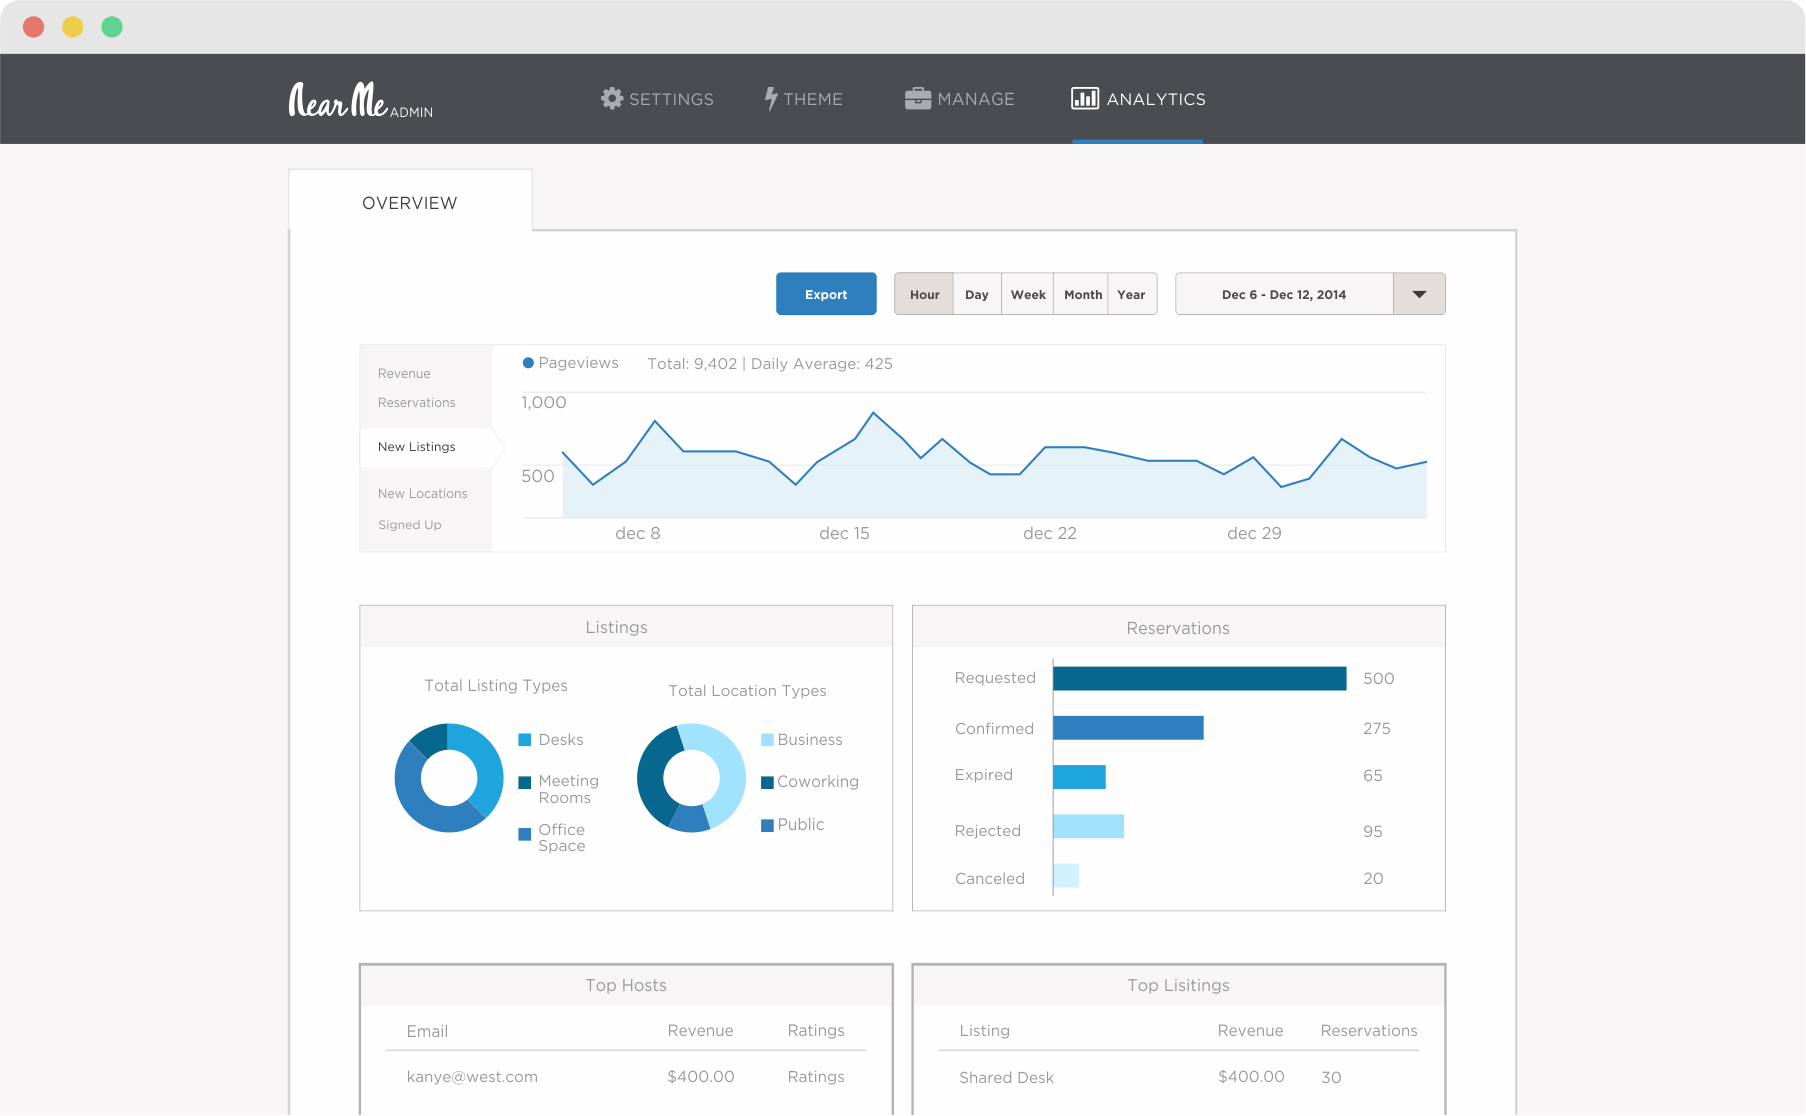 Near Me ADMIN
SETTINGS
THEME
MANAGE
ANALYTICS
OVERVIEW
Export
Hour
Day
Week
Month
Year
Dec 6 - Dec 12, 2014
Revenue
Reservations
New Listings
New Locations
Signed Up
Pageviews
Total: 9,402 | Daily Average: 425
1,000
500
dec 8
dec 15
dec 22
dec 29
Listings
Total Listing Types
Desks
Meeting
Rooms
Office
Space
Total Location Types
Business
Coworking
Public
Reservations
Requested 500
Confirmed 275
Expired 65
Rejected 95
Canceled 20
Top Hosts
Email Revenue Ratings
kanye@west.com $400.00 Ratings
Top Lisitings
Listing Revenue Reservations
Shared Desk $400.00 30